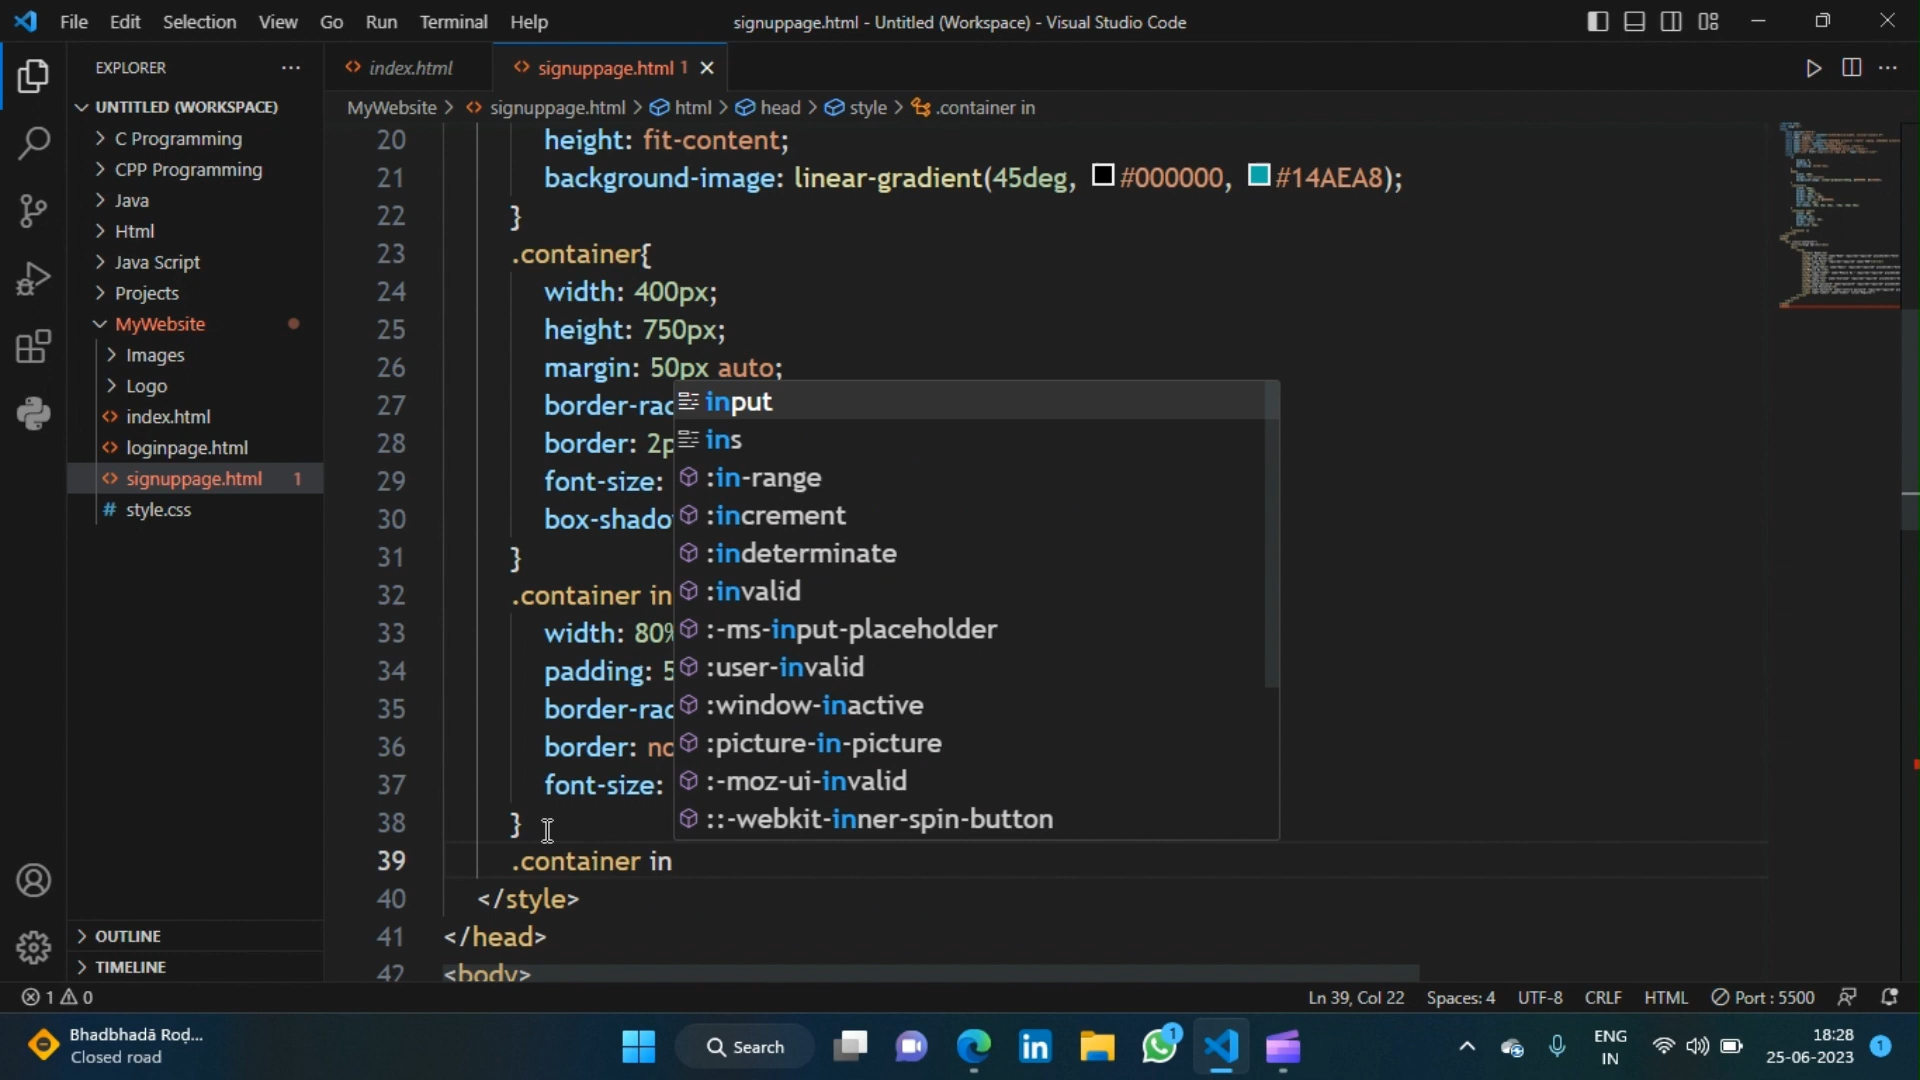 File Edit Selection View Go Run Terminal Help
signuppage.html - Untitled (Workspace) - Visual Studio Code
EXPLORER
UNTITLED (WORKSPACE)
C Programming
CPP Programming
Java
Html
Java Script
Projects
MyWebsite
Images
Logo
index.html
loginpage.html
signuppage.html 1
style.css
OUTLINE
TIMELINE
index.html
signuppage.html 1
MyWebsite > signuppage.html > html > head > style > .container in
20 height: fit-content;
21 background-image: linear-gradient(45deg, #000000, #14AEA8);
22 }
23 .container{
24 width: 400px;
25 height: 750px;
26 margin: 50px auto;
27 border-rad
28 border: 2p
29 font-size:
30 box-shado
31 }
32 .container in
33 width: 80%
34 padding: 5
35 border-rad
36 border: no
37 font-size:
38 }
39 .container in
40 </style>
41 </head>
42 <body>
input
ins
:in-range
:increment
:indeterminate
:invalid
:-ms-input-placeholder
:user-invalid
:window-inactive
:picture-in-picture
:-moz-ui-invalid
::-webkit-inner-spin-button
1 0
Ln 39, Col 22 Spaces: 4 UTF-8 CRLF HTML Port : 5500
Bhadbhadā Roḍ...
Closed road
Search
1
ENG
IN
18:28
25-06-2023
1